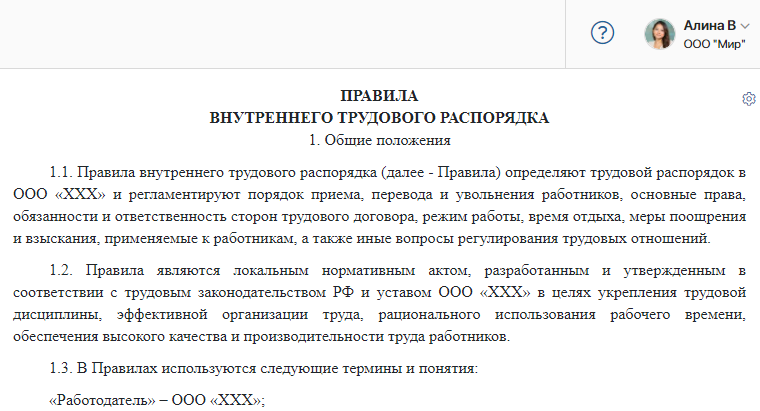 Алина В
ООО "Мир"
ПРАВИЛА
ВНУТРЕННЕГО ТРУДОВОГО РАСПОРЯДКА
1. Общие положения
1.1. Правила внутреннего трудового распорядка (далее - Правила) определяют трудовой распорядок в
ООО «XXX» и регламентируют порядок приема, перевода и увольнения работников, основные права,
обязанности и ответственность сторон трудового договора, режим работы, время отдыха, меры поощрения
и взыскания, применяемые к работникам, а также иные вопросы регулирования трудовых отношений.
1.2. Правила являются локальным нормативным актом, разработанным и утвержденным в
соответствии с трудовым законодательством РФ и уставом ООО «XXX» в целях укрепления трудовой
дисциплины, эффективной организации труда, рационального использования рабочего времени,
обеспечения высокого качества и производительности труда работников.
1.3. В Правилах используются следующие термины и понятия:
«Работодатель» – ООО «XXX»;